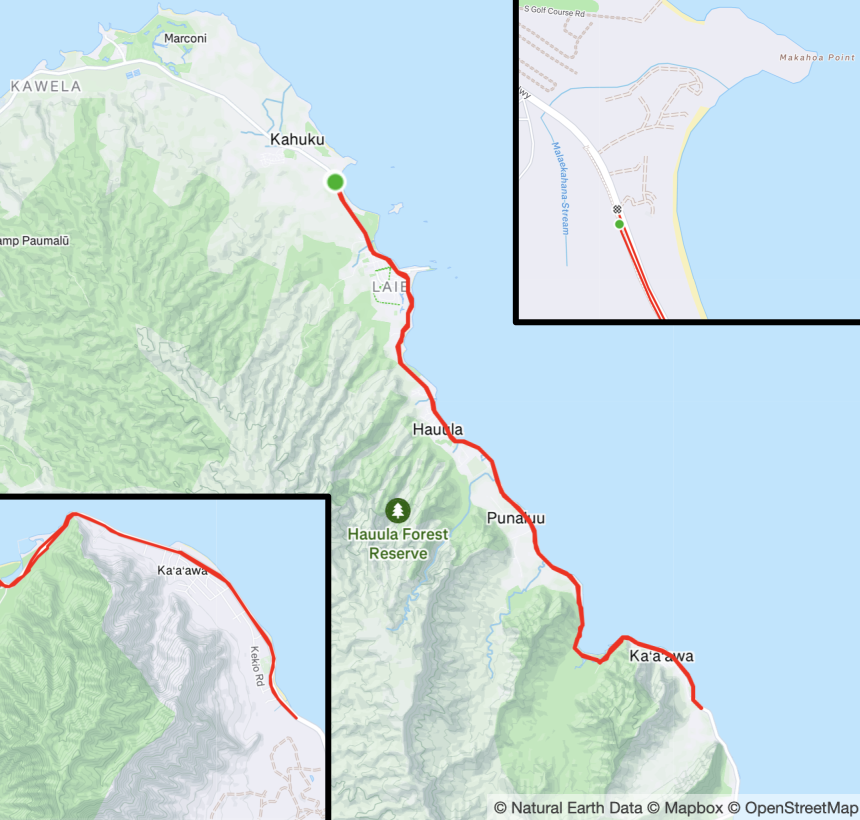 S Golf Course Rd
Marconi
Makahoa Point
KAWELA
wy
Kahuku
Malaekahana Stream
amp Paumalū
LAIE
Hauula
Punaluu
Hauula Forest
Reserve
Ka'a'awa
Kekio Rd
Ka'a'awa
© Natural Earth Data © Mapbox © OpenStreetMap